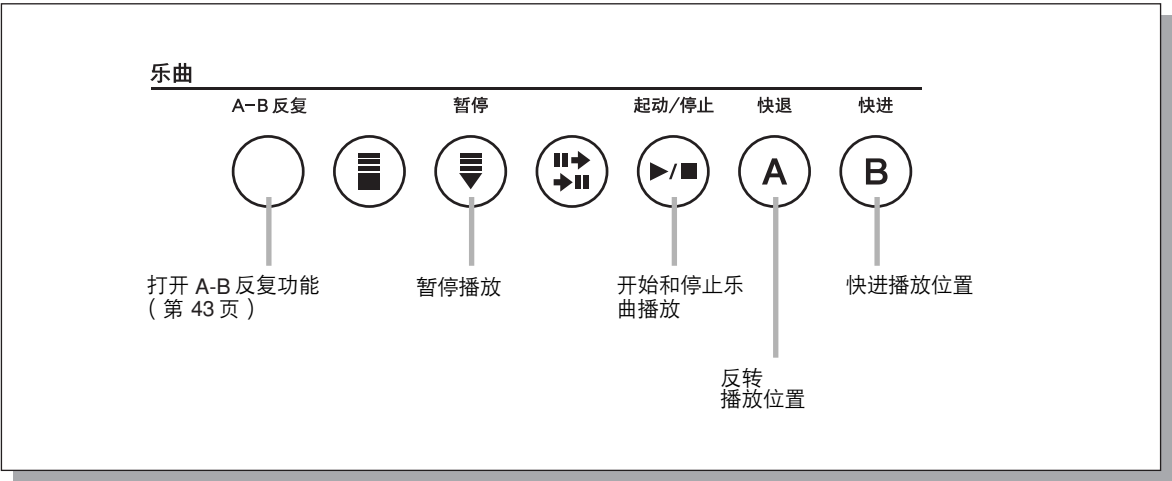 乐曲
A-B 反复 暂停 起动/停止 快退 快进
A B
打开 A-B 反复功能
（第 43 页）
暂停播放
开始和停止乐
曲播放
快进播放位置
反转
播放位置